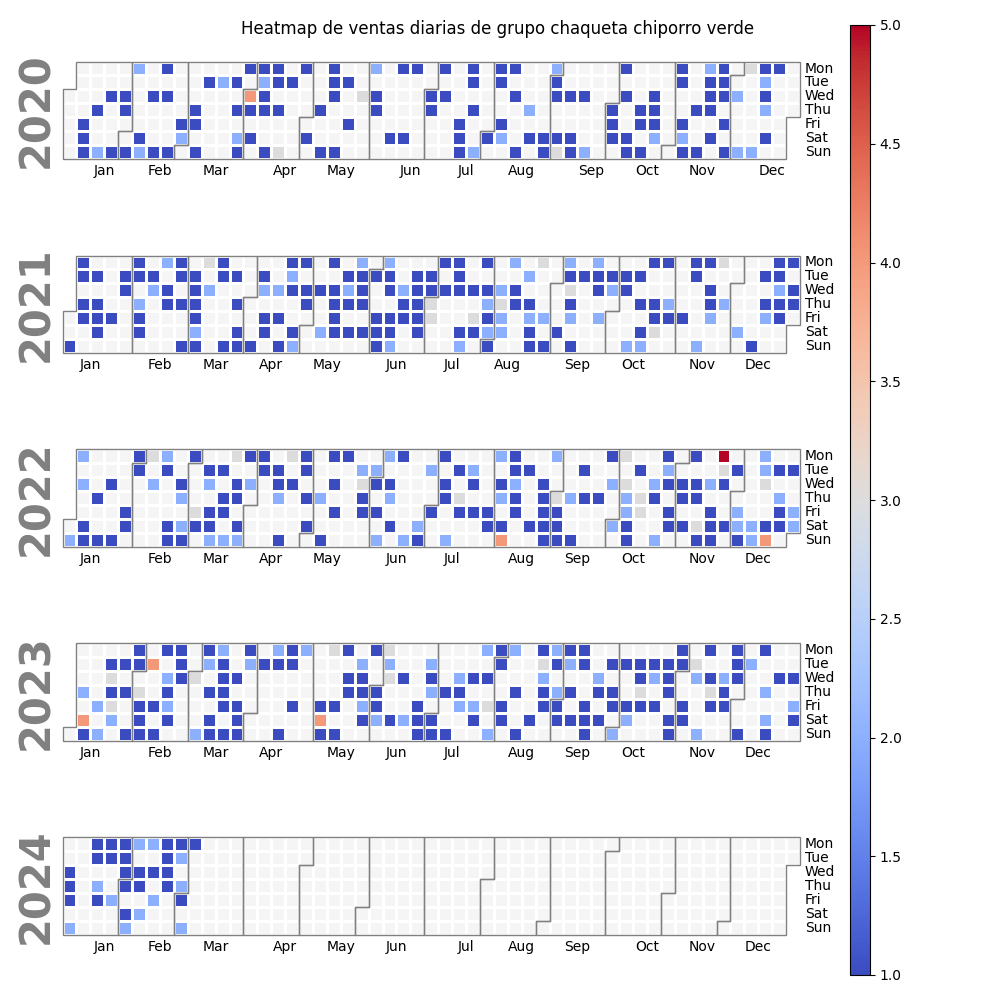 Heatmap de ventas diarias de grupo chaqueta chiporro verde
2020
Mon
Tue
Wed
Thu
Fri
Sat
Sun
Jan Feb Mar Apr May Jun Jul Aug Sep Oct Nov Dec
2021
Mon
Tue
Wed
Thu
Fri
Sat
Sun
Jan Feb Mar Apr May Jun Jul Aug Sep Oct Nov Dec
2022
Mon
Tue
Wed
Thu
Fri
Sat
Sun
Jan Feb Mar Apr May Jun Jul Aug Sep Oct Nov Dec
2023
Mon
Tue
Wed
Thu
Fri
Sat
Sun
Jan Feb Mar Apr May Jun Jul Aug Sep Oct Nov Dec
2024
Mon
Tue
Wed
Thu
Fri
Sat
Sun
Jan Feb Mar Apr May Jun Jul Aug Sep Oct Nov Dec
5.0
4.5
4.0
3.5
3.0
2.5
2.0
1.5
1.0